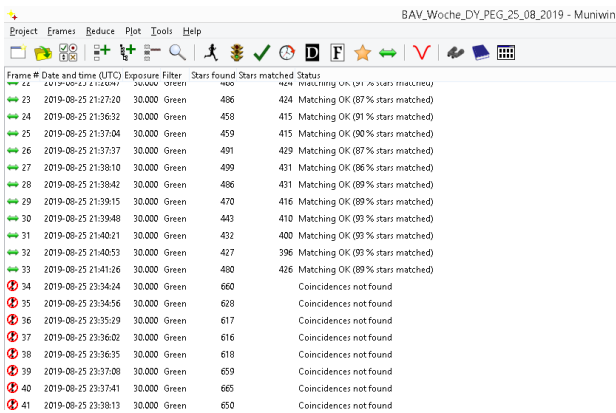 BAV_Woche_DY_PEG_25_08_2019 - Muniwin
Project Frames Reduce Plot Tools Help
D F
Frame # Date and time (UTC) Exposure Filter Stars found Stars matched Status
22 2019-08-25 21:26:47 30.000 Green 424 Matching OK (91 % stars matched)
23 2019-08-25 21:27:20 30.000 Green 486 424 Matching OK (87 % stars matched)
24 2019-08-25 21:36:32 30.000 Green 458 415 Matching OK (91 % stars matched)
25 2019-08-25 21:37:04 30.000 Green 459 415 Matching OK (90 % stars matched)
26 2019-08-25 21:37:37 30.000 Green 491 429 Matching OK (87 % stars matched)
27 2019-08-25 21:38:10 30.000 Green 499 431 Matching OK (86 % stars matched)
28 2019-08-25 21:38:42 30.000 Green 486 431 Matching OK (89 % stars matched)
29 2019-08-25 21:39:15 30.000 Green 470 416 Matching OK (89 % stars matched)
30 2019-08-25 21:39:48 30.000 Green 443 410 Matching OK (93 % stars matched)
31 2019-08-25 21:40:21 30.000 Green 432 400 Matching OK (93 % stars matched)
32 2019-08-25 21:40:53 30.000 Green 427 396 Matching OK (93 % stars matched)
33 2019-08-25 21:41:26 30.000 Green 480 426 Matching OK (89 % stars matched)
34 2019-08-25 23:34:24 30.000 Green 660 Coincidences not found
35 2019-08-25 23:34:56 30.000 Green 628 Coincidences not found
36 2019-08-25 23:35:29 30.000 Green 617 Coincidences not found
37 2019-08-25 23:36:02 30.000 Green 616 Coincidences not found
38 2019-08-25 23:36:35 30.000 Green 618 Coincidences not found
39 2019-08-25 23:37:08 30.000 Green 659 Coincidences not found
40 2019-08-25 23:37:41 30.000 Green 665 Coincidences not found
41 2019-08-25 23:38:13 30.000 Green 650 Coincidences not found